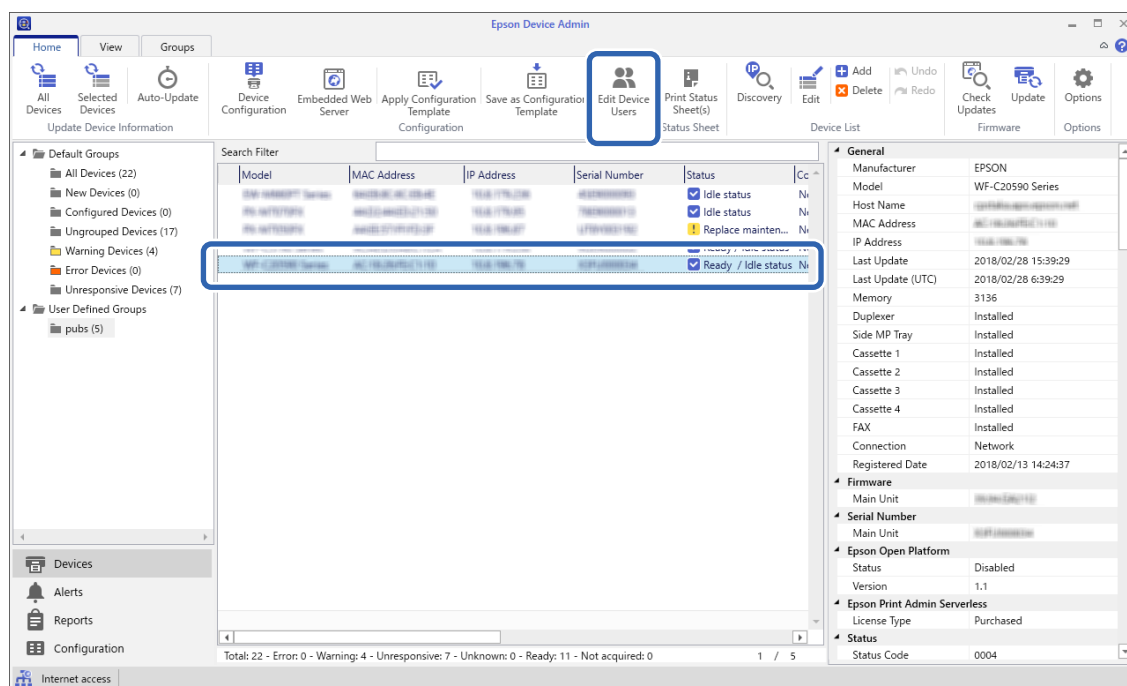 Epson Device Admin
Home View Groups
All Devices
Selected Devices
Auto-Update
Update Device Information
Device Configuration
Embedded Web Server
Apply Configuration Template
Save as Configuration Template
Configuration
Edit Device Users
Print Status Sheet(s)
Status Sheet
Discovery
Edit
Add
Delete
Undo
Redo
Device List
Check Updates
Update
Firmware
Options
Options
Default Groups
All Devices (22)
New Devices (0)
Configured Devices (0)
Ungrouped Devices (17)
Warning Devices (4)
Error Devices (0)
Unresponsive Devices (7)
User Defined Groups
pubs (5)
Devices
Alerts
Reports
Configuration
Search Filter
Model MAC Address IP Address Serial Number Status Cc
Idle status
Idle status
Replace mainten...
Ready / Idle status
Total: 22 - Error: 0 - Warning: 4 - Unresponsive: 7 - Unknown: 0 - Ready: 11 - Not acquired: 0 1 / 5
General
Manufacturer EPSON
Model WF-C20590 Series
Host Name
MAC Address
IP Address
Last Update 2018/02/28 15:39:29
Last Update (UTC) 2018/02/28 6:39:29
Memory 3136
Duplexer Installed
Side MP Tray Installed
Cassette 1 Installed
Cassette 2 Installed
Cassette 3 Installed
Cassette 4 Installed
FAX Installed
Connection Network
Registered Date 2018/02/13 14:24:37
Firmware
Main Unit
Serial Number
Main Unit
Epson Open Platform
Status Disabled
Version 1.1
Epson Print Admin Serverless
License Type Purchased
Status
Status Code 0004
Internet access